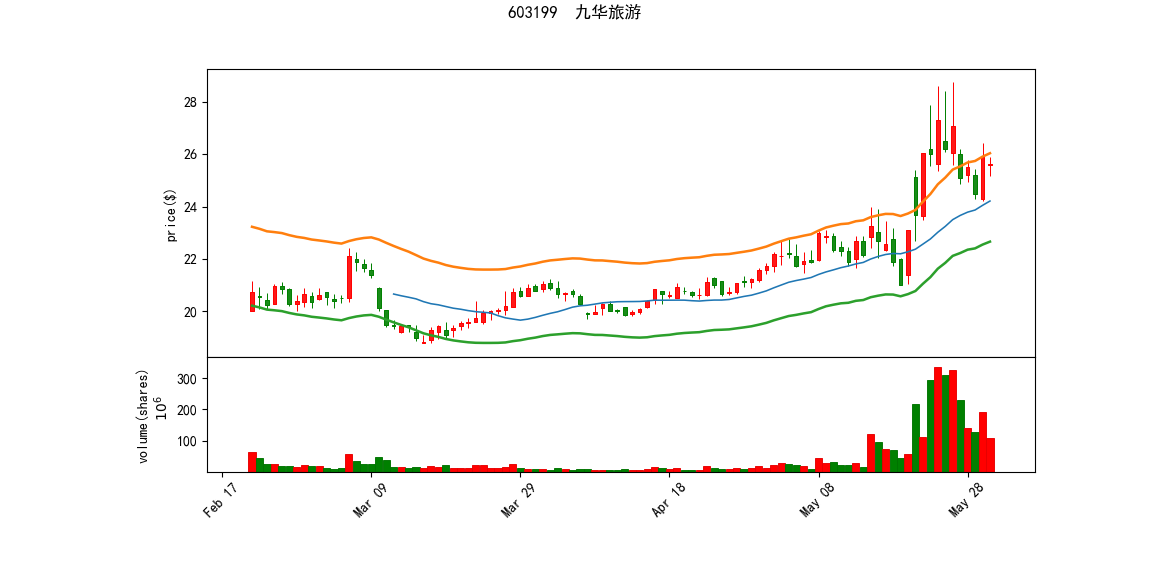 603199 九华旅游
28
26
24
22
20
price($)
300
200
100
volume(shares)
10^6
Feb 17
Mar 09
Mar 29
Apr 18
May 08
May 28